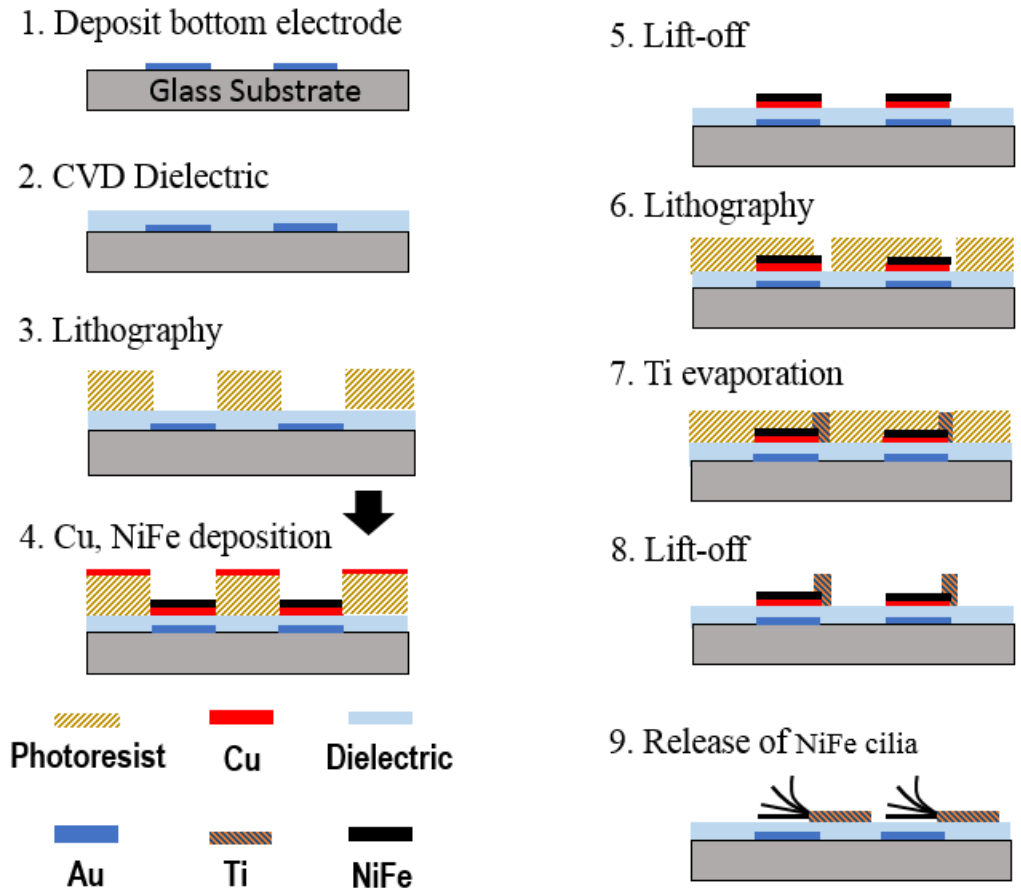 1. Deposit bottom electrode
Glass Substrate
2. CVD Dielectric
3. Lithography
4. Cu, NiFe deposition
Photoresist
Cu
Dielectric
Au
Ti
NiFe
5. Lift-off
6. Lithography
7. Ti evaporation
8. Lift-off
9. Release of NiFe cilia